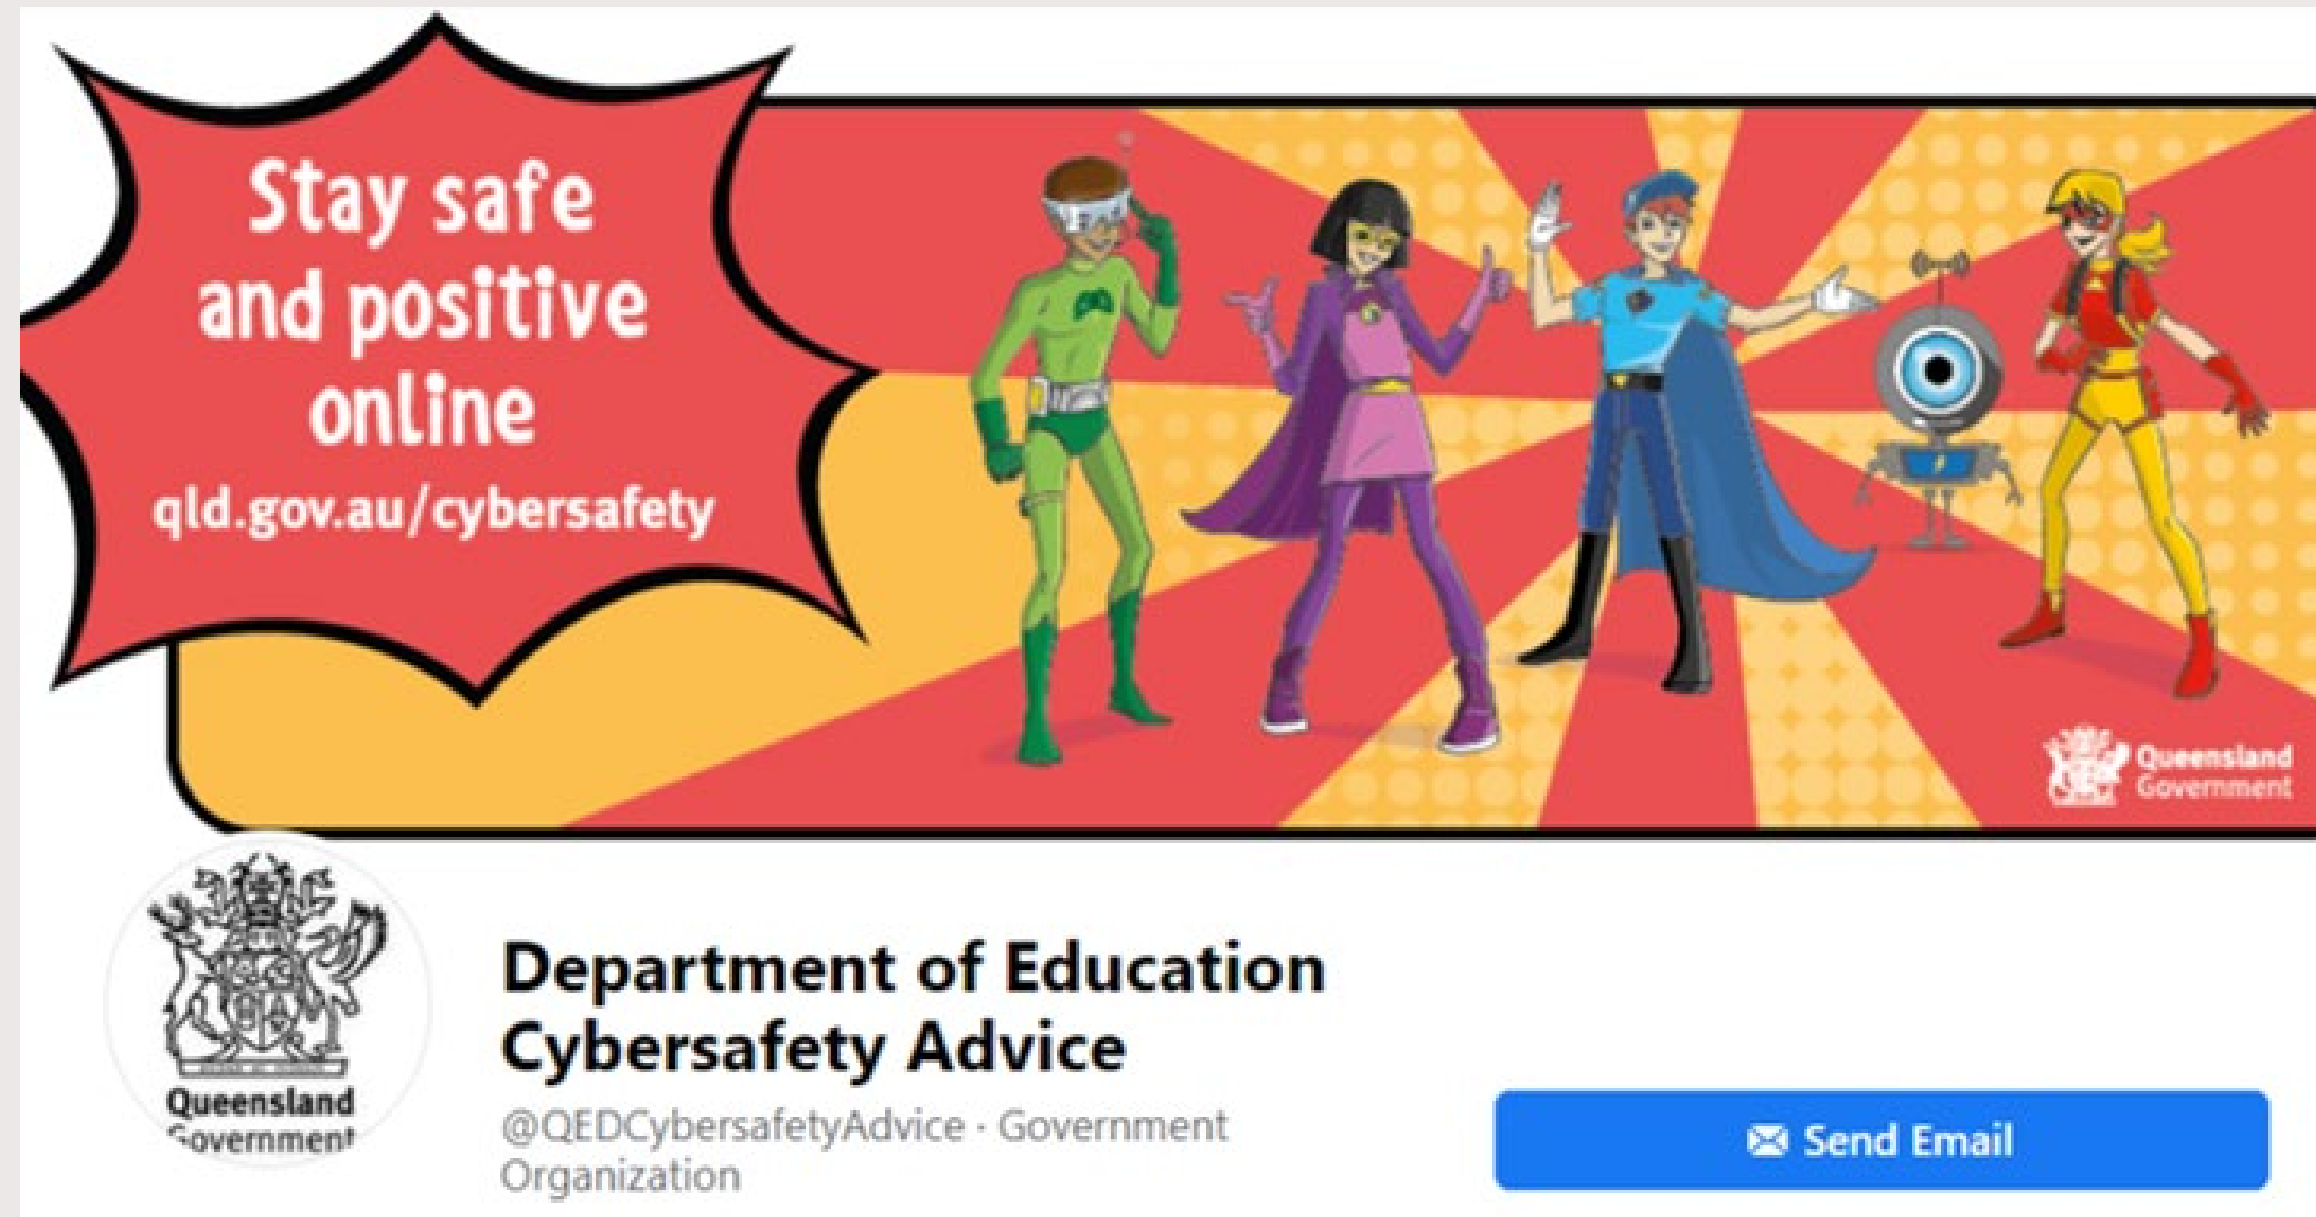 Stay safe
and positive
online
qld.gov.au/cybersafety
Queensland
Government
Queensland
Government
Department of Education
Cybersafety Advice
@QEDCybersafetyAdvice · Government
Organization
Send Email